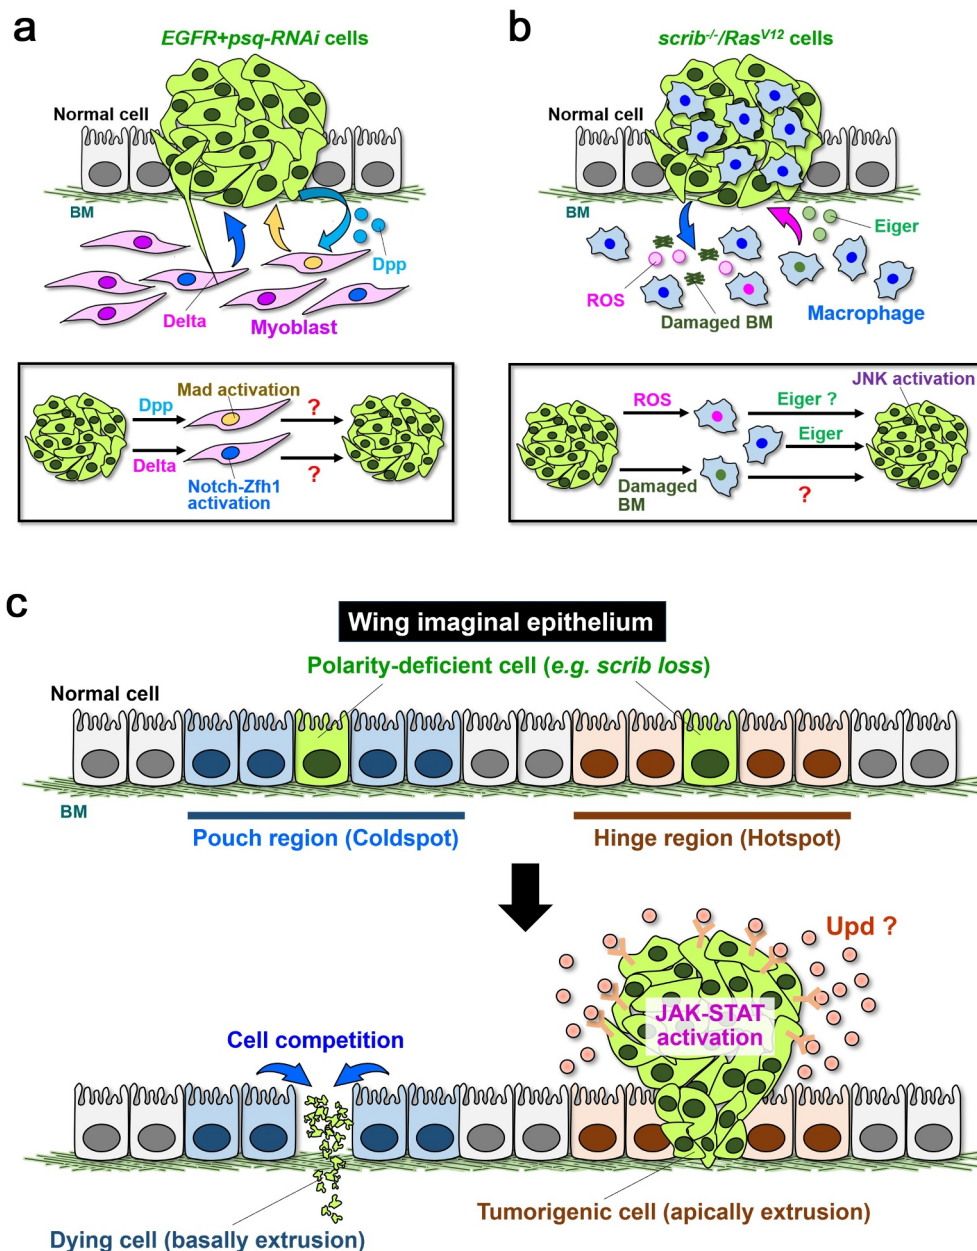 a
EGFR+psq-RNAi cells
Normal cell
BM
Dpp
Delta
Myoblast
Mad activation
Dpp
?
Delta
?
Notch-Zfh1
activation
b
scrib-/-/RasV12 cells
Normal cell
BM
Eiger
ROS
Damaged BM
Macrophage
JNK activation
ROS
Eiger ?
Eiger
Damaged
BM
?
c
Wing imaginal epithelium
Polarity-deficient cell (e.g. scrib loss)
Normal cell
BM
Pouch region (Coldspot)
Hinge region (Hotspot)
Upd ?
JAK-STAT
activation
Cell competition
Tumorigenic cell (apically extrusion)
Dying cell (basally extrusion)